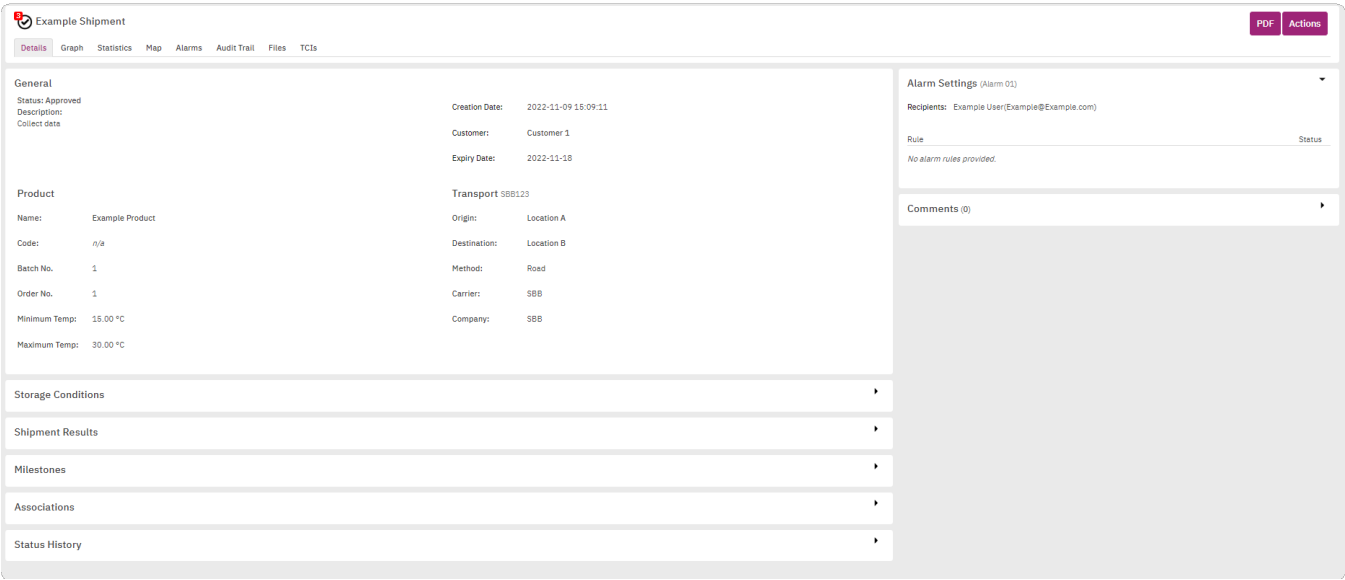 3
Example Shipment
PDF Actions
Details Graph Statistics Map Alarms Audit Trail Files TCIs
General
Status: Approved
Description:
Collect data
Creation Date: 2022-11-09 15:09:11
Customer: Customer 1
Expiry Date: 2022-11-18
Product
Name: Example Product
Code: n/a
Batch No. 1
Order No. 1
Minimum Temp: 15.00 °C
Maximum Temp: 30.00 °C
Transport SBB123
Origin: Location A
Destination: Location B
Method: Road
Carrier: SBB
Company: SBB
Storage Conditions
Shipment Results
Milestones
Associations
Status History
Alarm Settings (Alarm 01)
Recipients: Example User(Example@Example.com)
Rule Status
No alarm rules provided.
Comments (0)